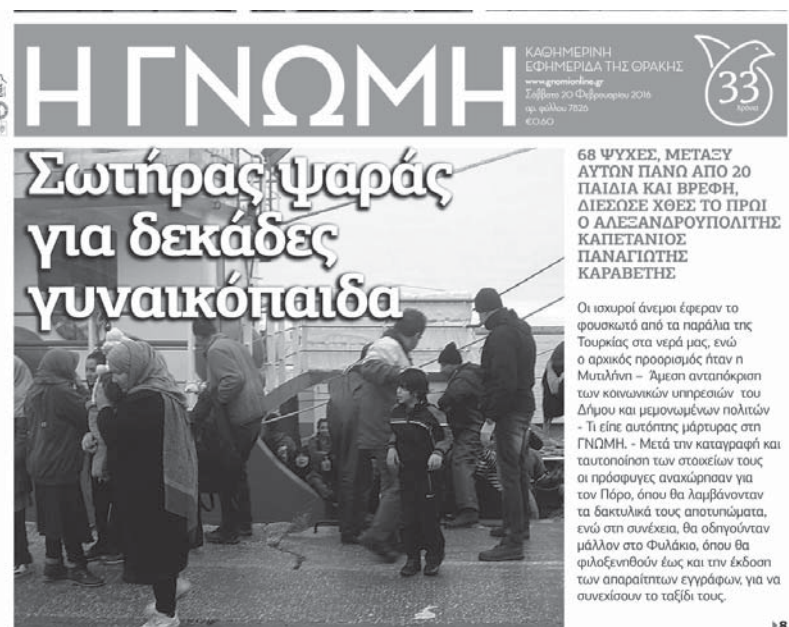 Η ΓΝΩΜΗ
ΚΑΘΗΜΕΡΙΝΗ
ΕΦΗΜΕΡΙΔΑ ΤΗΣ ΘΡΑΚΗΣ
www.gnomionline.gr
Σάββατο 20 Φεβρουαρίου 2016
αρ. φύλλου 7826
€0.60
33
Χρόνια
Σωτήρας ψαράς
για δεκάδες
γυναικόπαιδα
68 ΨΥΧΕΣ, ΜΕΤΑΞΥ
ΑΥΤΩΝ ΠΑΝΩ ΑΠΟ 20
ΠΑΙΔΙΑ ΚΑΙ ΒΡΕΦΗ,
ΔΙΕΣΩΣΕ ΧΘΕΣ ΤΟ ΠΡΩΙ
Ο ΑΛΕΞΑΝΔΡΟΥΠΟΛΙΤΗΣ
ΚΑΠΕΤΑΝΙΟΣ
ΠΑΝΑΓΙΩΤΗΣ
ΚΑΡΑΒΕΤΗΣ
Οι ισχυροί άνεμοι έφεραν το
φουσκωτό από τα παράλια της
Τουρκίας στα νερά μας, ενώ
ο αρχικός προορισμός ήταν η
Μυτιλήνη – Άμεση ανταπόκριση
των κοινωνικών υπηρεσιών του
Δήμου και μεμονωμένων πολιτών
- Τι είπε αυτόπτης μάρτυρας στη
ΓΝΩΜΗ. - Μετά την καταγραφή και
ταυτοποίηση των στοιχείων τους
οι πρόσφυγες αναχώρησαν για
τον Πόρο, όπου θα λαμβάνονταν
τα δακτυλικά τους αποτυπώματα,
ενώ στη συνέχεια, θα οδηγούνταν
μάλλον στο Φυλάκιο, όπου θα
φιλοξενηθούν έως και την έκδοση
των απαραίτητων εγγράφων, για να
συνεχίσουν το ταξίδι τους.
8